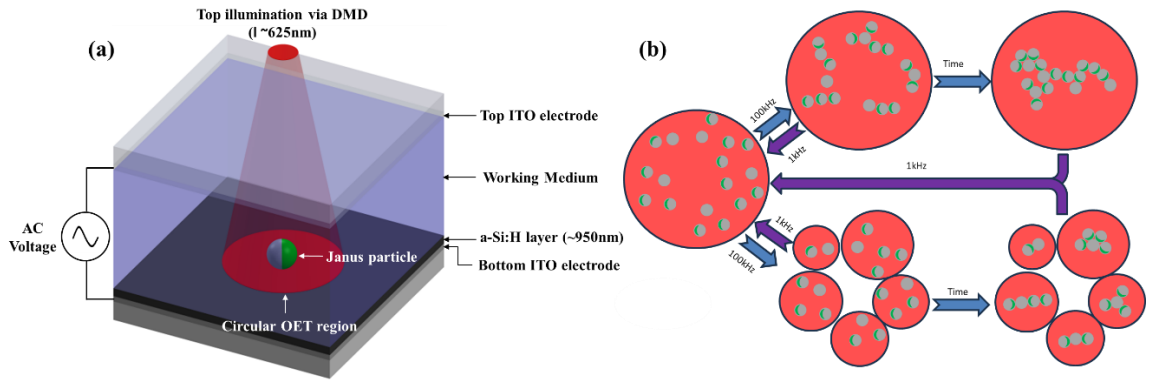 Top illumination via DMD
(l ~625nm)
(a)
Top ITO electrode
Working Medium
AC
Voltage
a-Si:H layer (~950nm)
Janus particle
Bottom ITO electrode
Circular OET region
(b)
Time
100kHz
1kHz
1kHz
1kHz
100kHz
Time